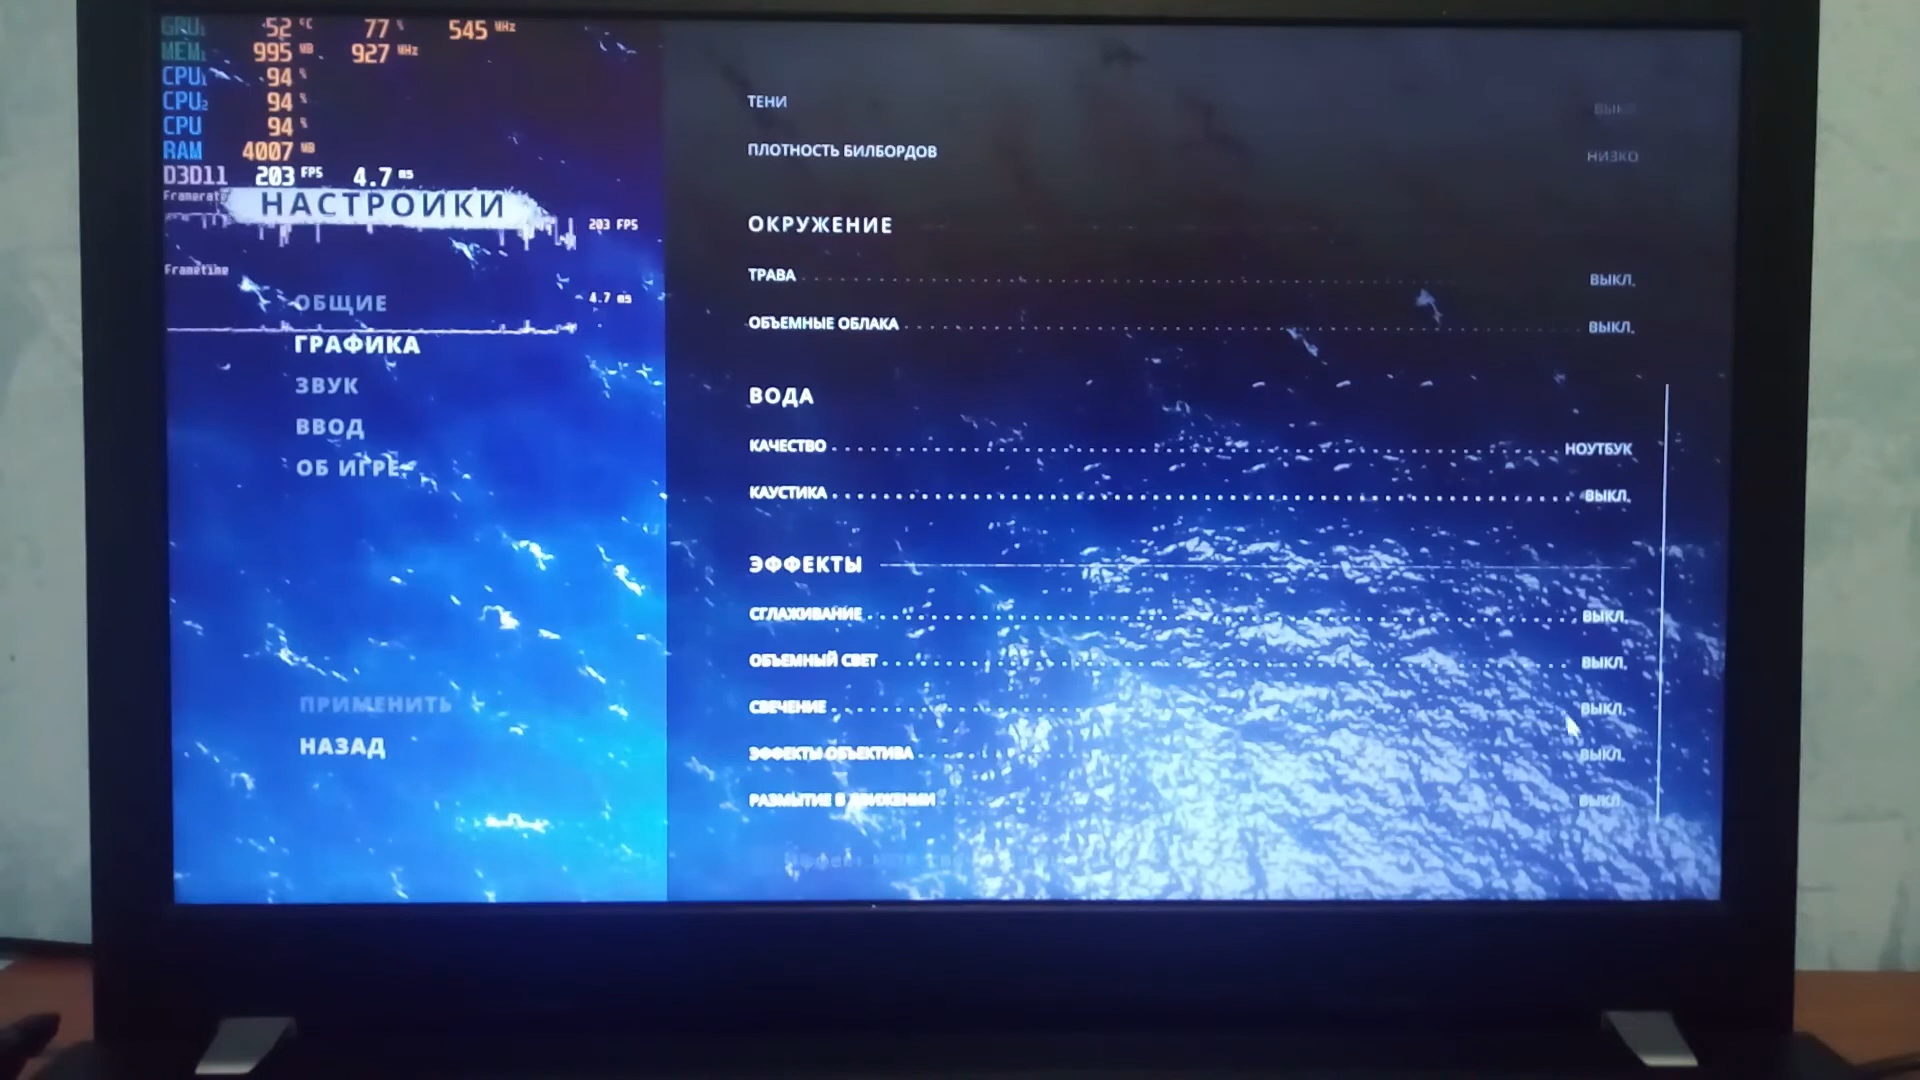 GPU₁ 52 °C 77 % 545 MHz
MEM₁ 995 MB 927 MHz
CPU₁ 94 %
CPU₂ 94 %
CPU 94 %
RAM 4007 MB
D3D11 203 FPS 4.7 ms
Framerate 203 FPS
НАСТРОЙКИ
Frametime 4.7 ms
ОБЩИЕ
ГРАФИКА
ЗВУК
ВВОД
ОБ ИГРЕ
ПРИМЕНИТЬ
НАЗАД
ТЕНИ ВЫКЛ.
ПЛОТНОСТЬ БИЛБОРДОВ НИЗКО
ОКРУЖЕНИЕ
ТРАВА ВЫКЛ.
ОБЪЕМНЫЕ ОБЛАКА ВЫКЛ.
ВОДА
КАЧЕСТВО НОУТБУК
КАУСТИКА ВЫКЛ.
ЭФФЕКТЫ
СГЛАЖИВАНИЕ ВЫКЛ.
ОБЪЕМНЫЙ СВЕТ ВЫКЛ.
СВЕЧЕНИЕ ВЫКЛ.
ЭФФЕКТЫ ОБЪЕКТИВА ВЫКЛ.
РАЗМЫТИЕ В ДВИЖЕНИИ ВЫКЛ.